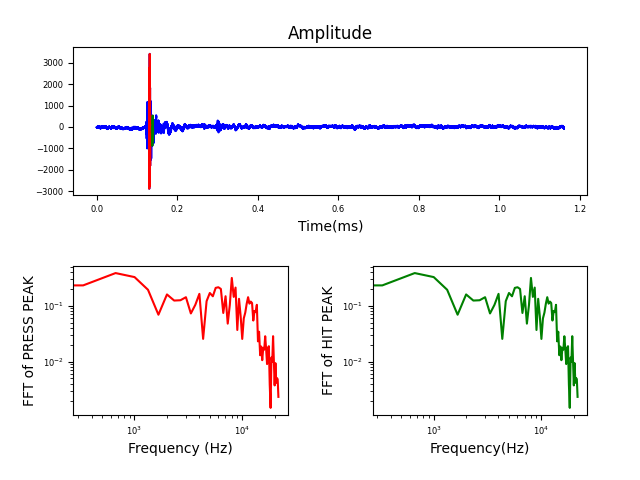 Amplitude
3000
2000
1000
0
−1000
−2000
−3000
0.0 0.2 0.4 0.6 0.8 1.0 1.2
Time(ms)
FFT of PRESS PEAK
10⁻¹
10⁻²
10³ 10⁴
Frequency (Hz)
FFT of HIT PEAK
10⁻¹
10⁻²
10³ 10⁴
Frequency(Hz)